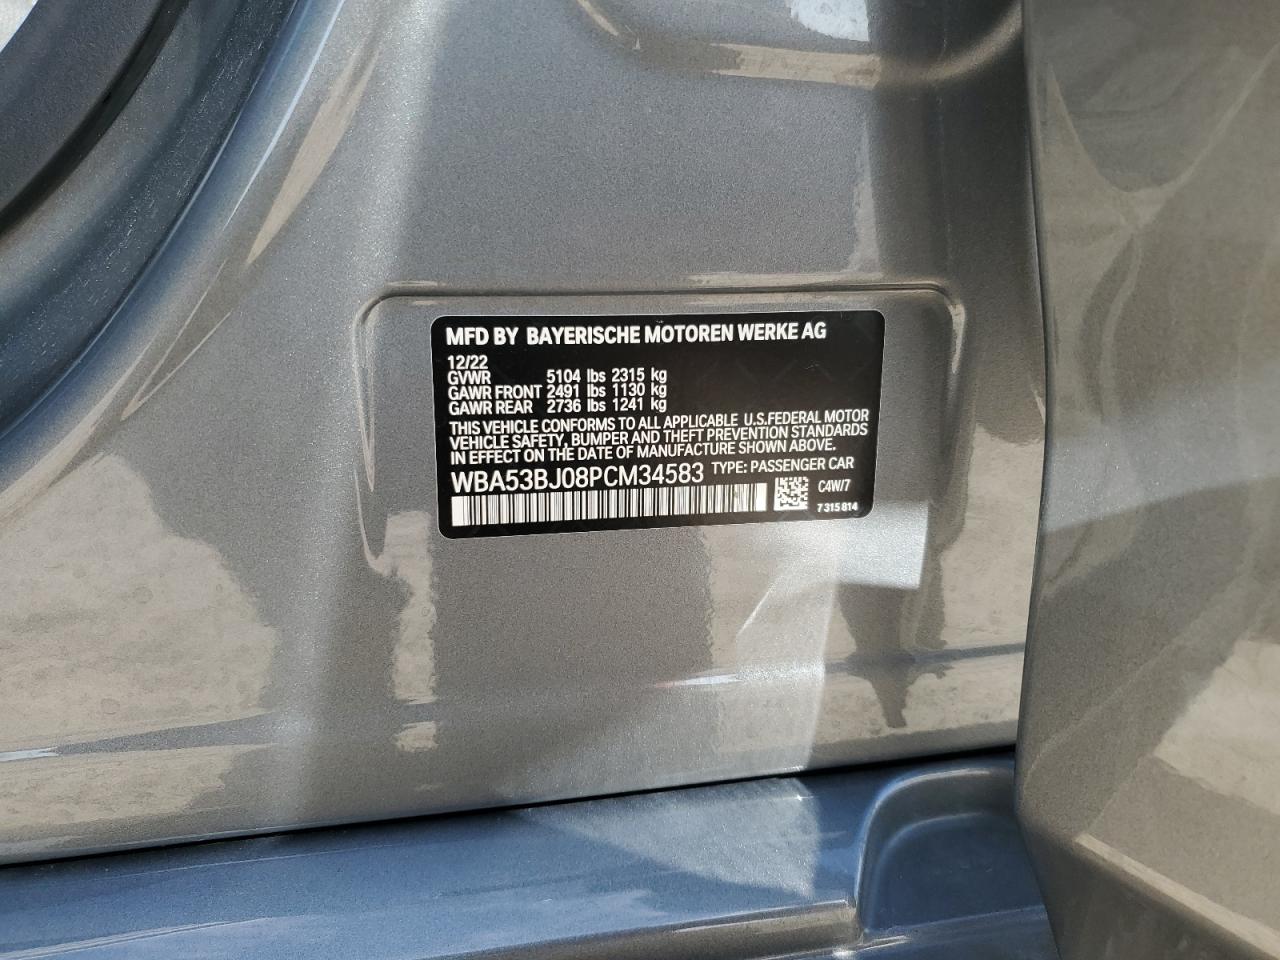 MFD BY BAYERISCHE MOTOREN WERKE AG
12/22
GVWR 5104 lbs 2315 kg
GAWR FRONT 2491 lbs 1130 kg
GAWR REAR 2736 lbs 1241 kg
THIS VEHICLE CONFORMS TO ALL APPLICABLE U.S.FEDERAL MOTOR
VEHICLE SAFETY, BUMPER AND THEFT PREVENTION STANDARDS
IN EFFECT ON THE DATE OF MANUFACTURE SHOWN ABOVE.
WBA53BJ08PCM34583 TYPE: PASSENGER CAR
C4W/7
7 315 814